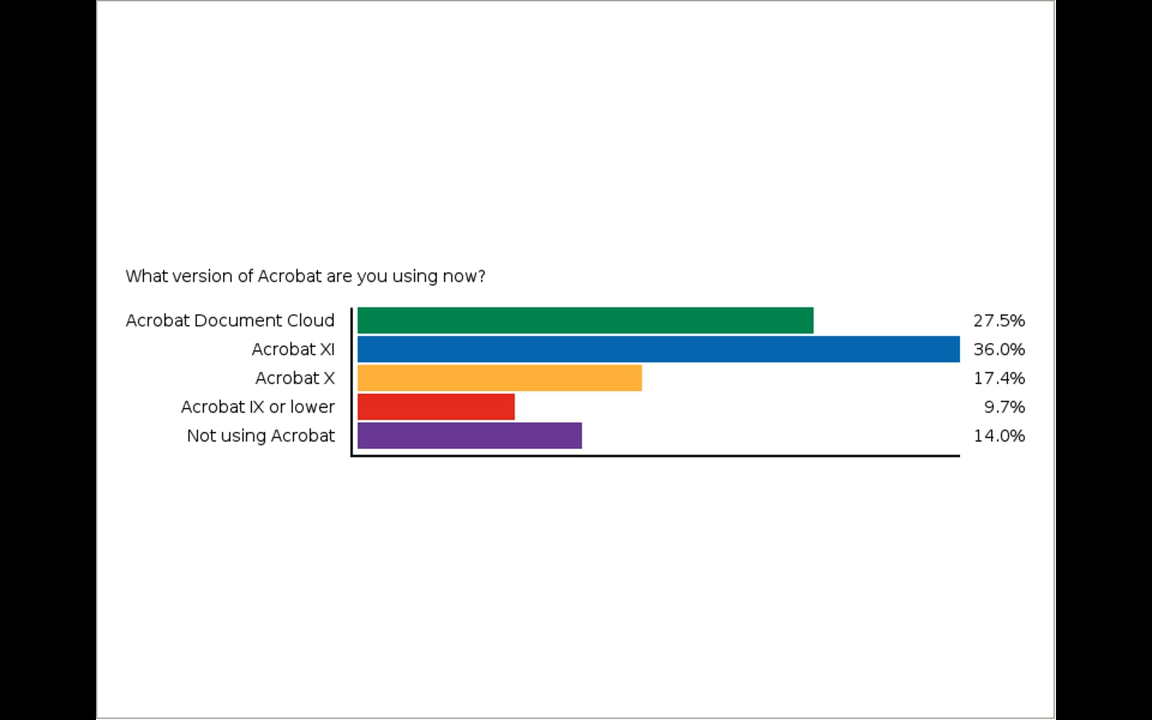 What version of Acrobat are you using now?
Acrobat Document Cloud 27.5%
Acrobat XI 36.0%
Acrobat X 17.4%
Acrobat IX or lower 9.7%
Not using Acrobat 14.0%